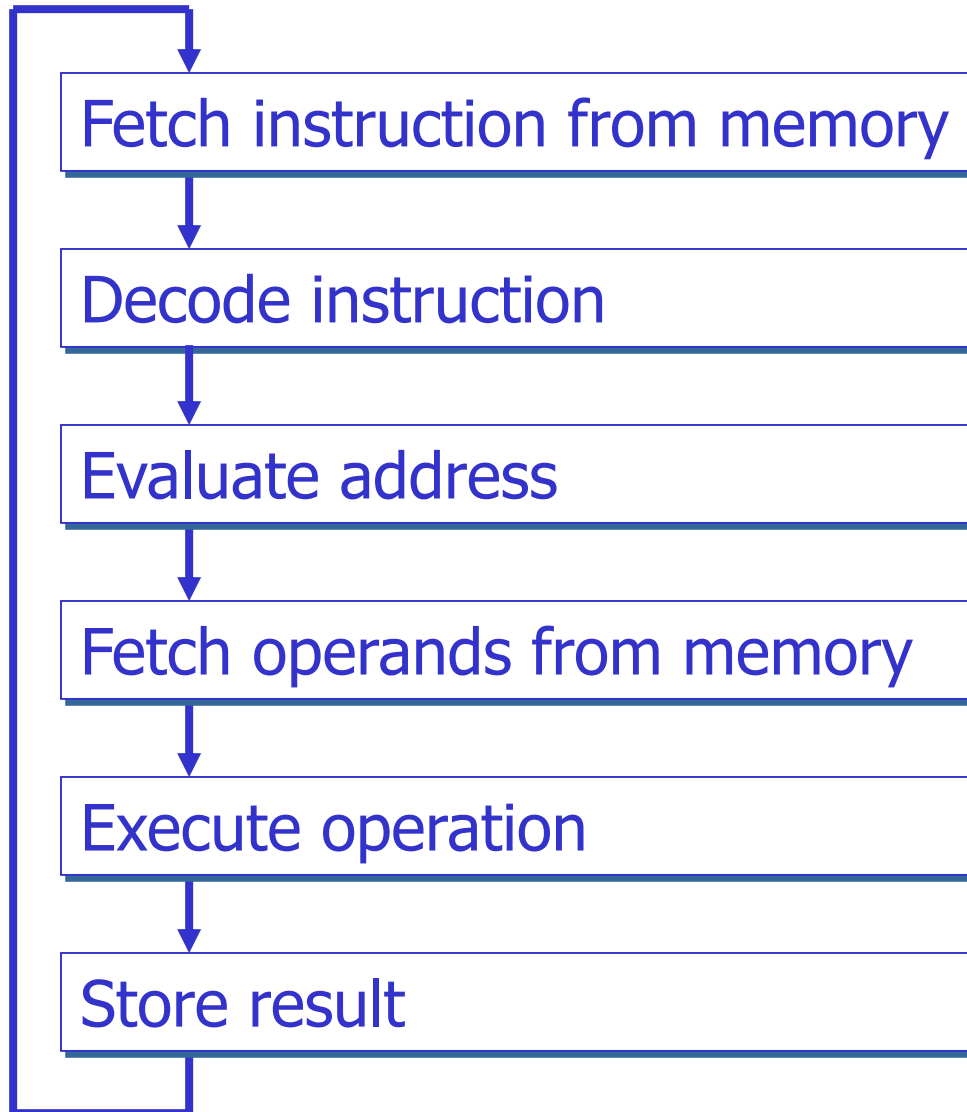 Fetch instruction from memory
Decode instruction
Evaluate address
Fetch operands from memory
Execute operation
Store result